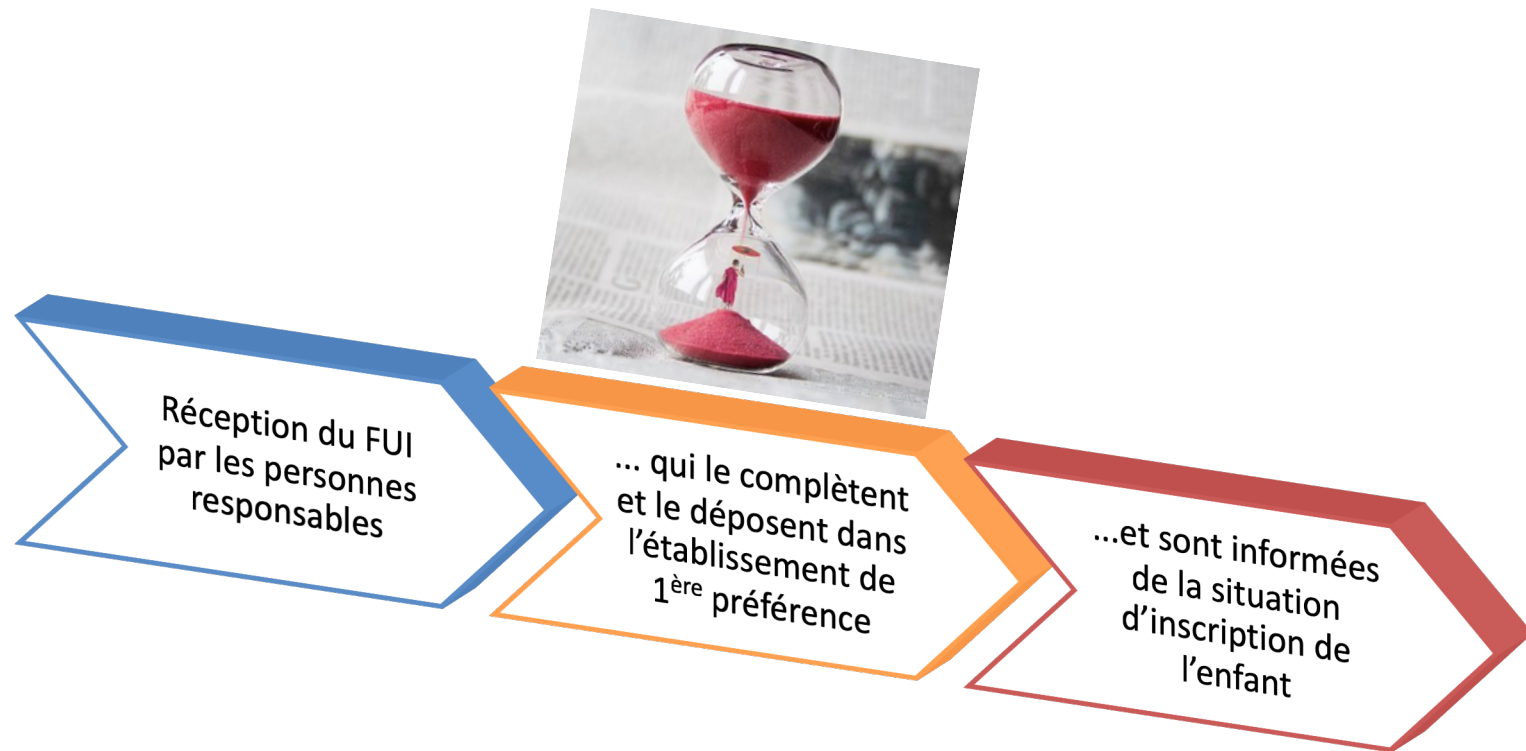 Réception du FUI
par les personnes
responsables
... qui le complètent
et le déposent dans
l’établissement de
1ère préférence
...et sont informées
de la situation
d’inscription de
l’enfant